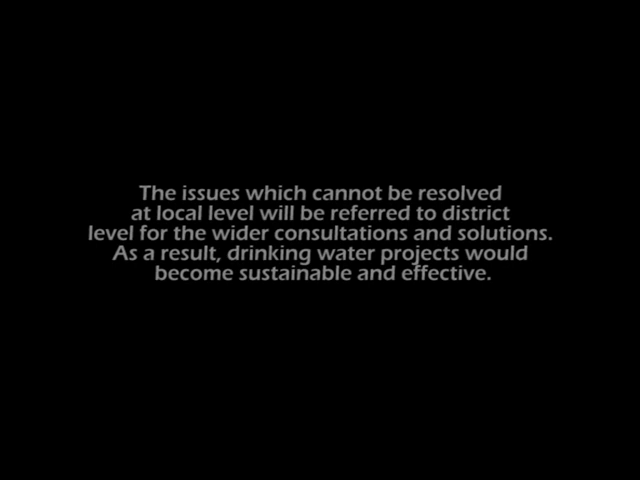 The issues which cannot be resolved
at local level will be referred to district
level for the wider consultations and solutions.
As a result, drinking water projects would
become sustainable and effective.